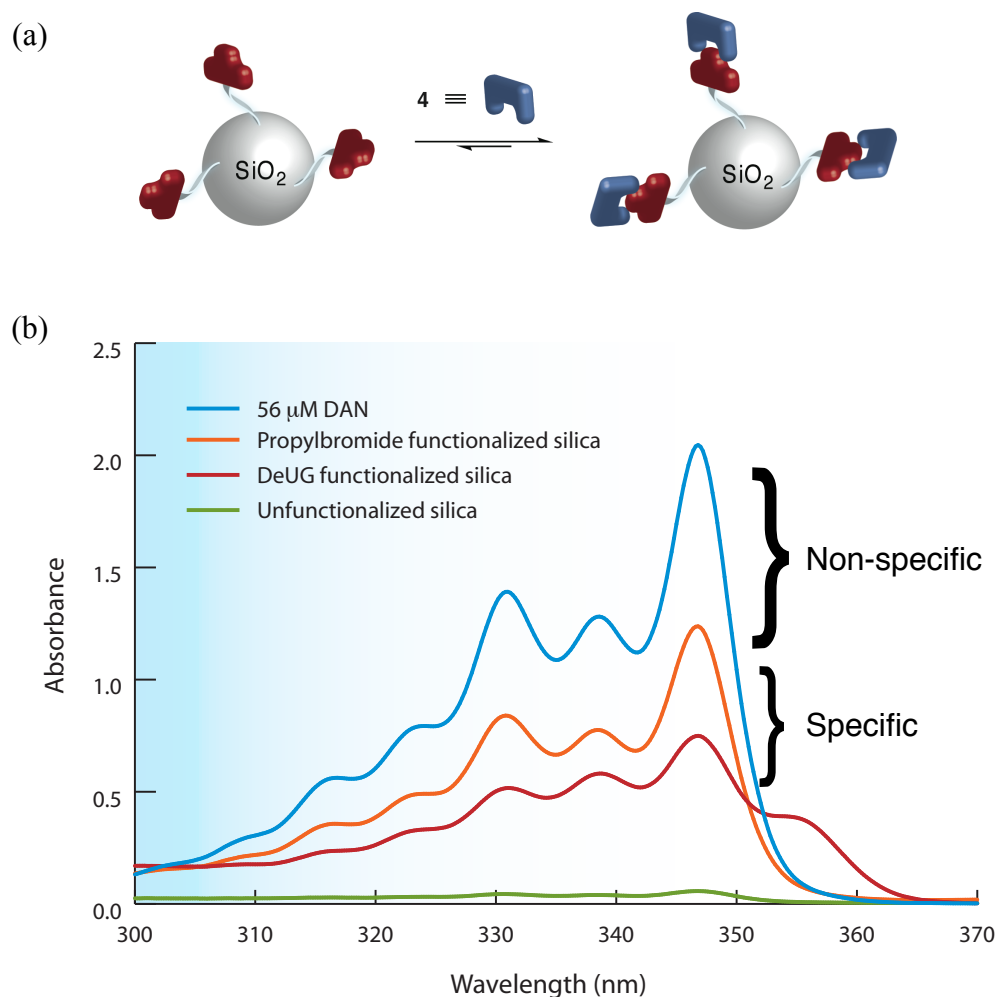 (a)
4 ≡
SiO₂
SiO₂
(b)
2.5
2.0
1.5
1.0
0.5
0.0
Absorbance
56 μM DAN
Propylbromide functionalized silica
DeUG functionalized silica
Unfunctionalized silica
Non-specific
Specific
300 310 320 330 340 350 360 370
Wavelength (nm)